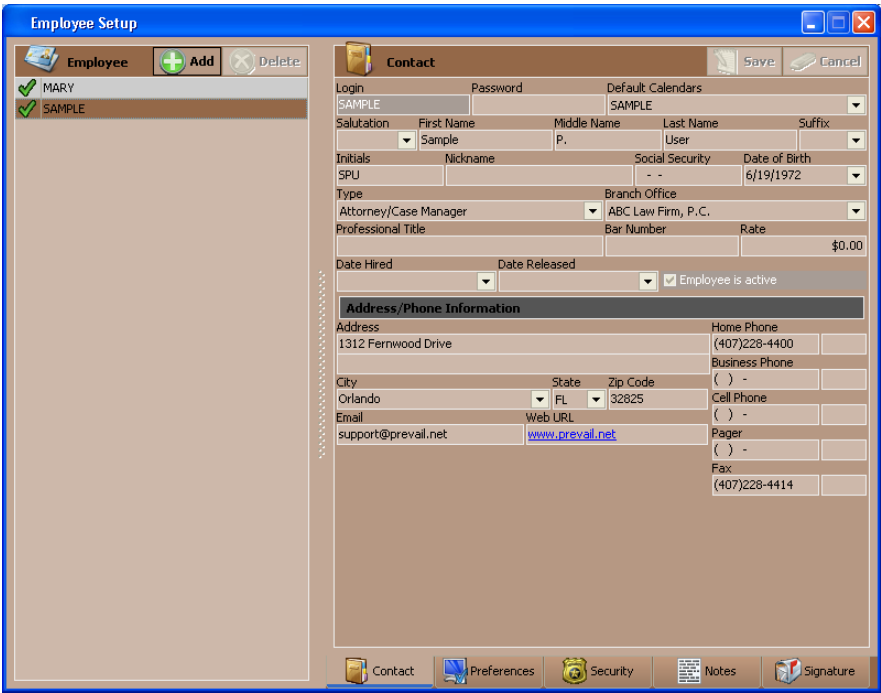 Employee Setup
Employee Add Delete
MARY
SAMPLE
Contact Save Cancel
Login Password Default Calendars
SAMPLE SAMPLE
Salutation First Name Middle Name Last Name Suffix
Sample P. User
Initials Nickname Social Security Date of Birth
SPU - - 6/19/1972
Type Branch Office
Attorney/Case Manager ABC Law Firm, P.C.
Professional Title Bar Number Rate
$0.00
Date Hired Date Released
Employee is active
Address/Phone Information
Address Home Phone
1312 Fernwood Drive (407)228-4400
Business Phone
City State Zip Code ( ) -
Orlando FL 32825 Cell Phone
Email Web URL ( ) -
support@prevail.net www.prevail.net Pager
( ) -
Fax
(407)228-4414
Contact Preferences Security Notes Signature